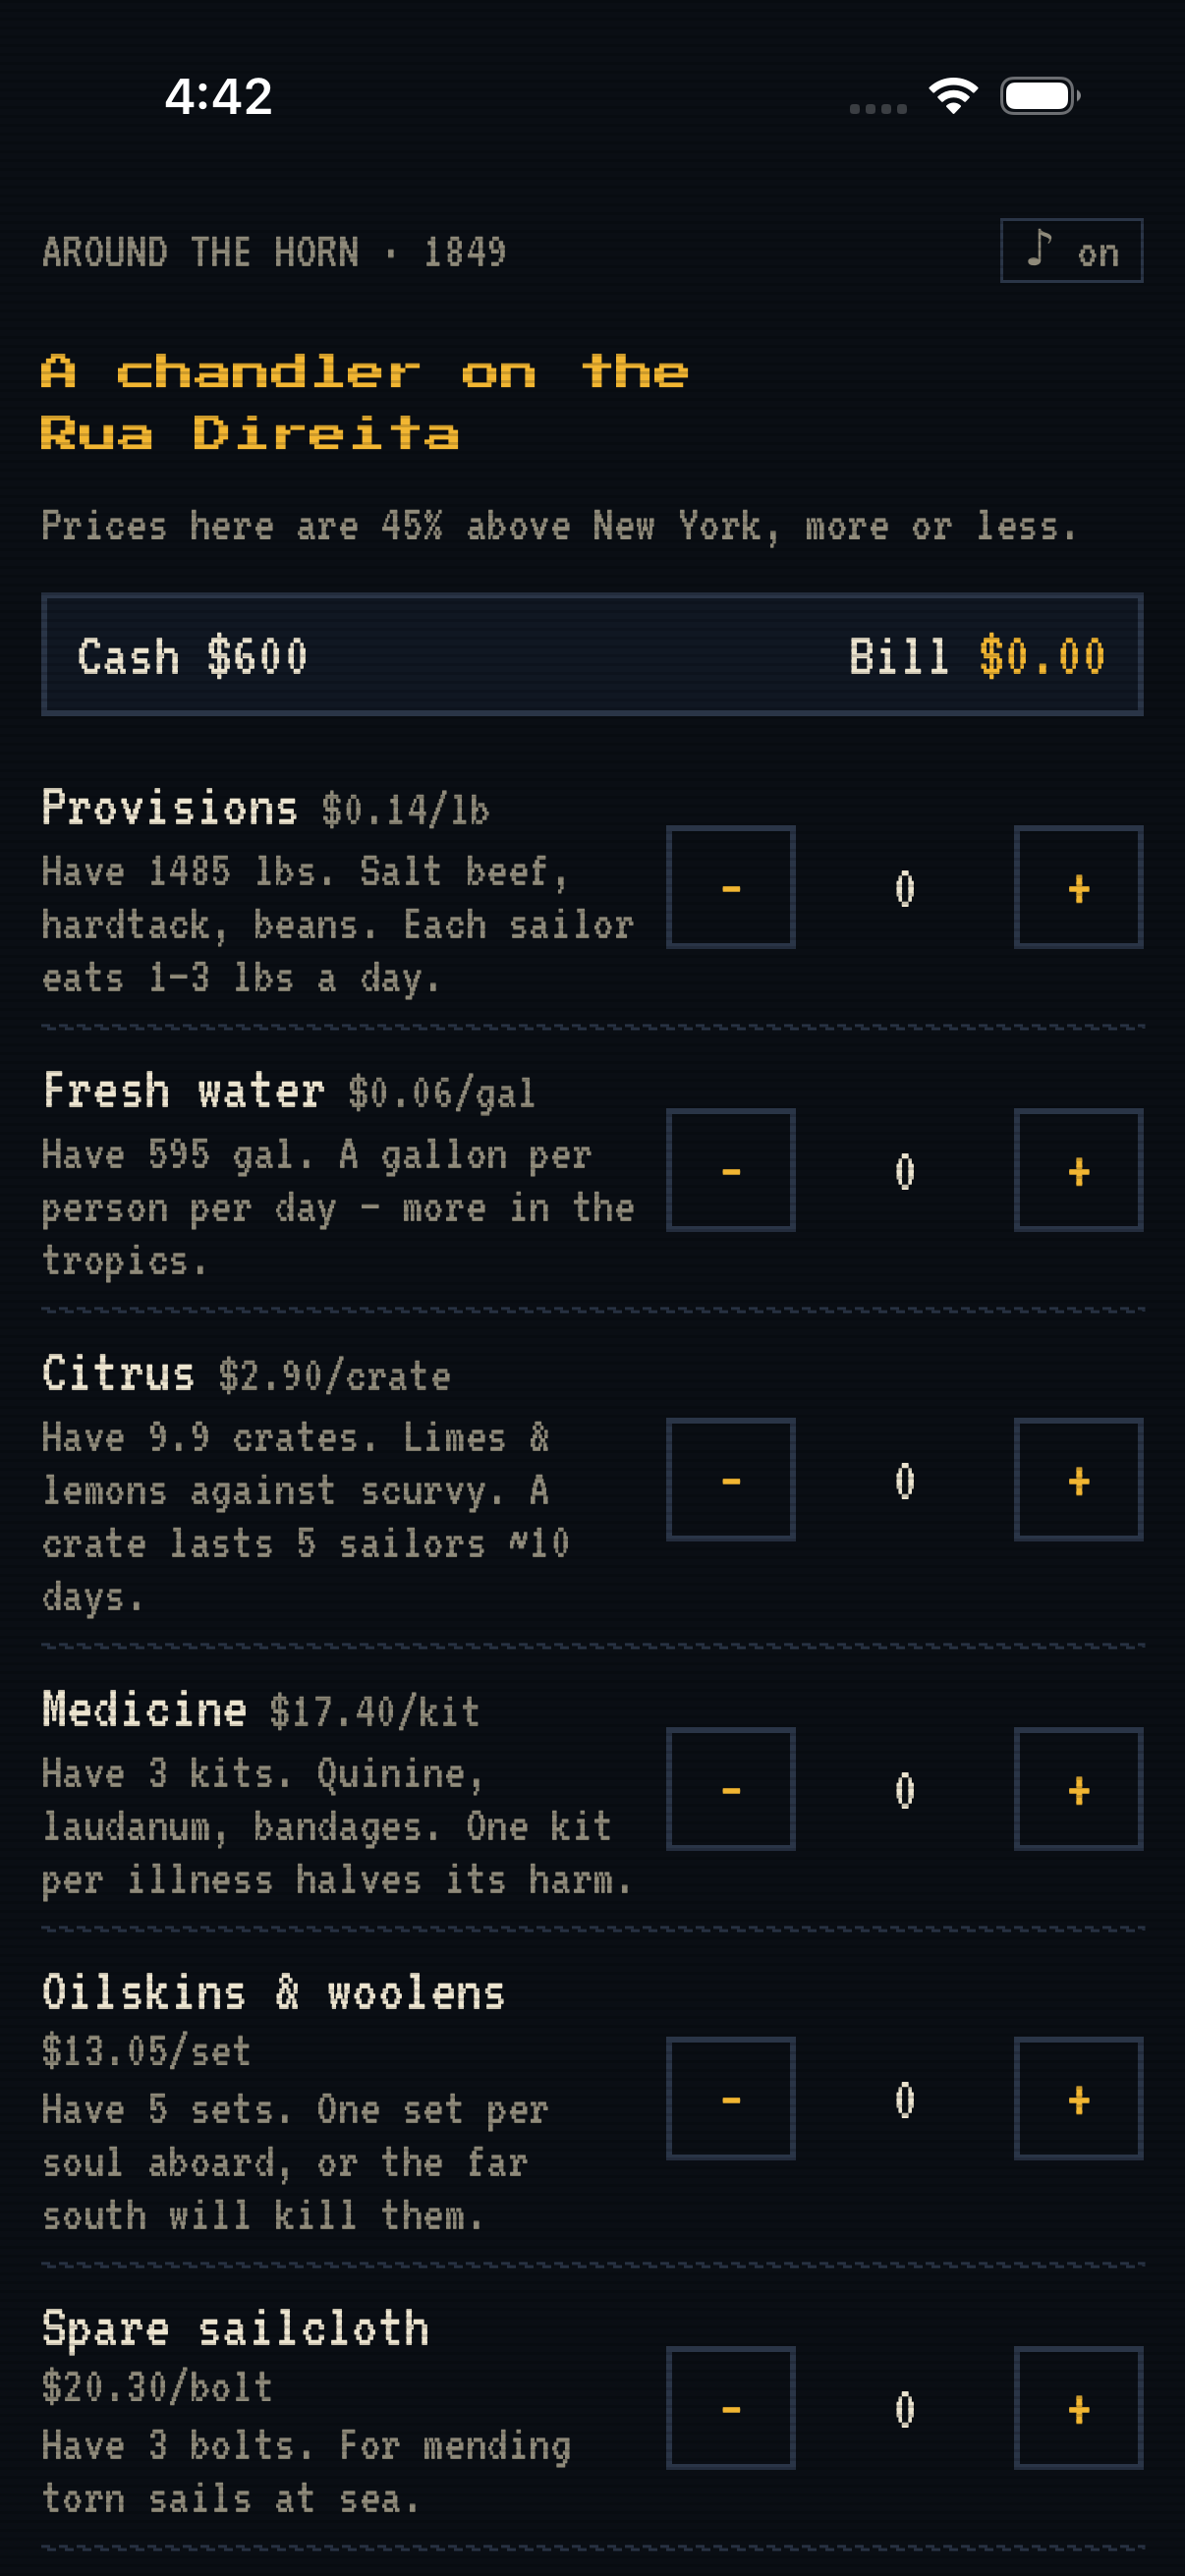 4:42
AROUND THE HORN · 1849
♪ on
A chandler on the
Rua Direita
Prices here are 45% above New York, more or less.
Cash $600
Bill $0.00
Provisions $0.14/lb
Have 1485 lbs. Salt beef,
hardtack, beans. Each sailor
eats 1–3 lbs a day.
-
0
+
Fresh water $0.06/gal
Have 595 gal. A gallon per
person per day – more in the
tropics.
-
0
+
Citrus $2.90/crate
Have 9.9 crates. Limes &
lemons against scurvy. A
crate lasts 5 sailors ~10
days.
-
0
+
Medicine $17.40/kit
Have 3 kits. Quinine,
laudanum, bandages. One kit
per illness halves its harm.
-
0
+
Oilskins & woolens
$13.05/set
Have 5 sets. One set per
soul aboard, or the far
south will kill them.
-
0
+
Spare sailcloth
$20.30/bolt
Have 3 bolts. For mending
torn sails at sea.
-
0
+